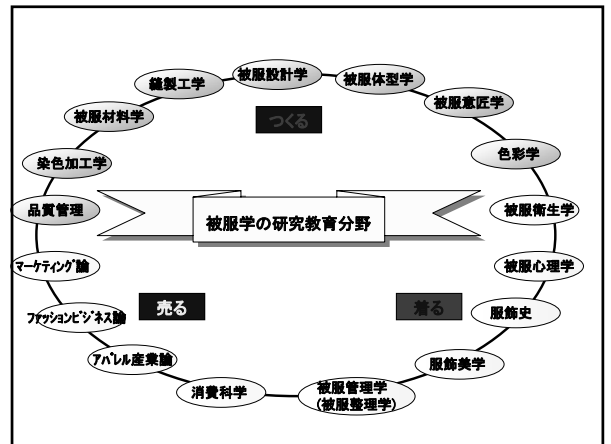 被服設計学
縫製工学
被服体型学
被服意匠学
被服材料学
つくる
色彩学
染色加工学
品質管理
被服学の研究教育分野
被服衛生学
マーケティング論
被服心理学
ファッションビジネス論
売る
着る
服飾史
アパレル産業論
服飾美学
消費科学
被服管理学
(被服整理学)